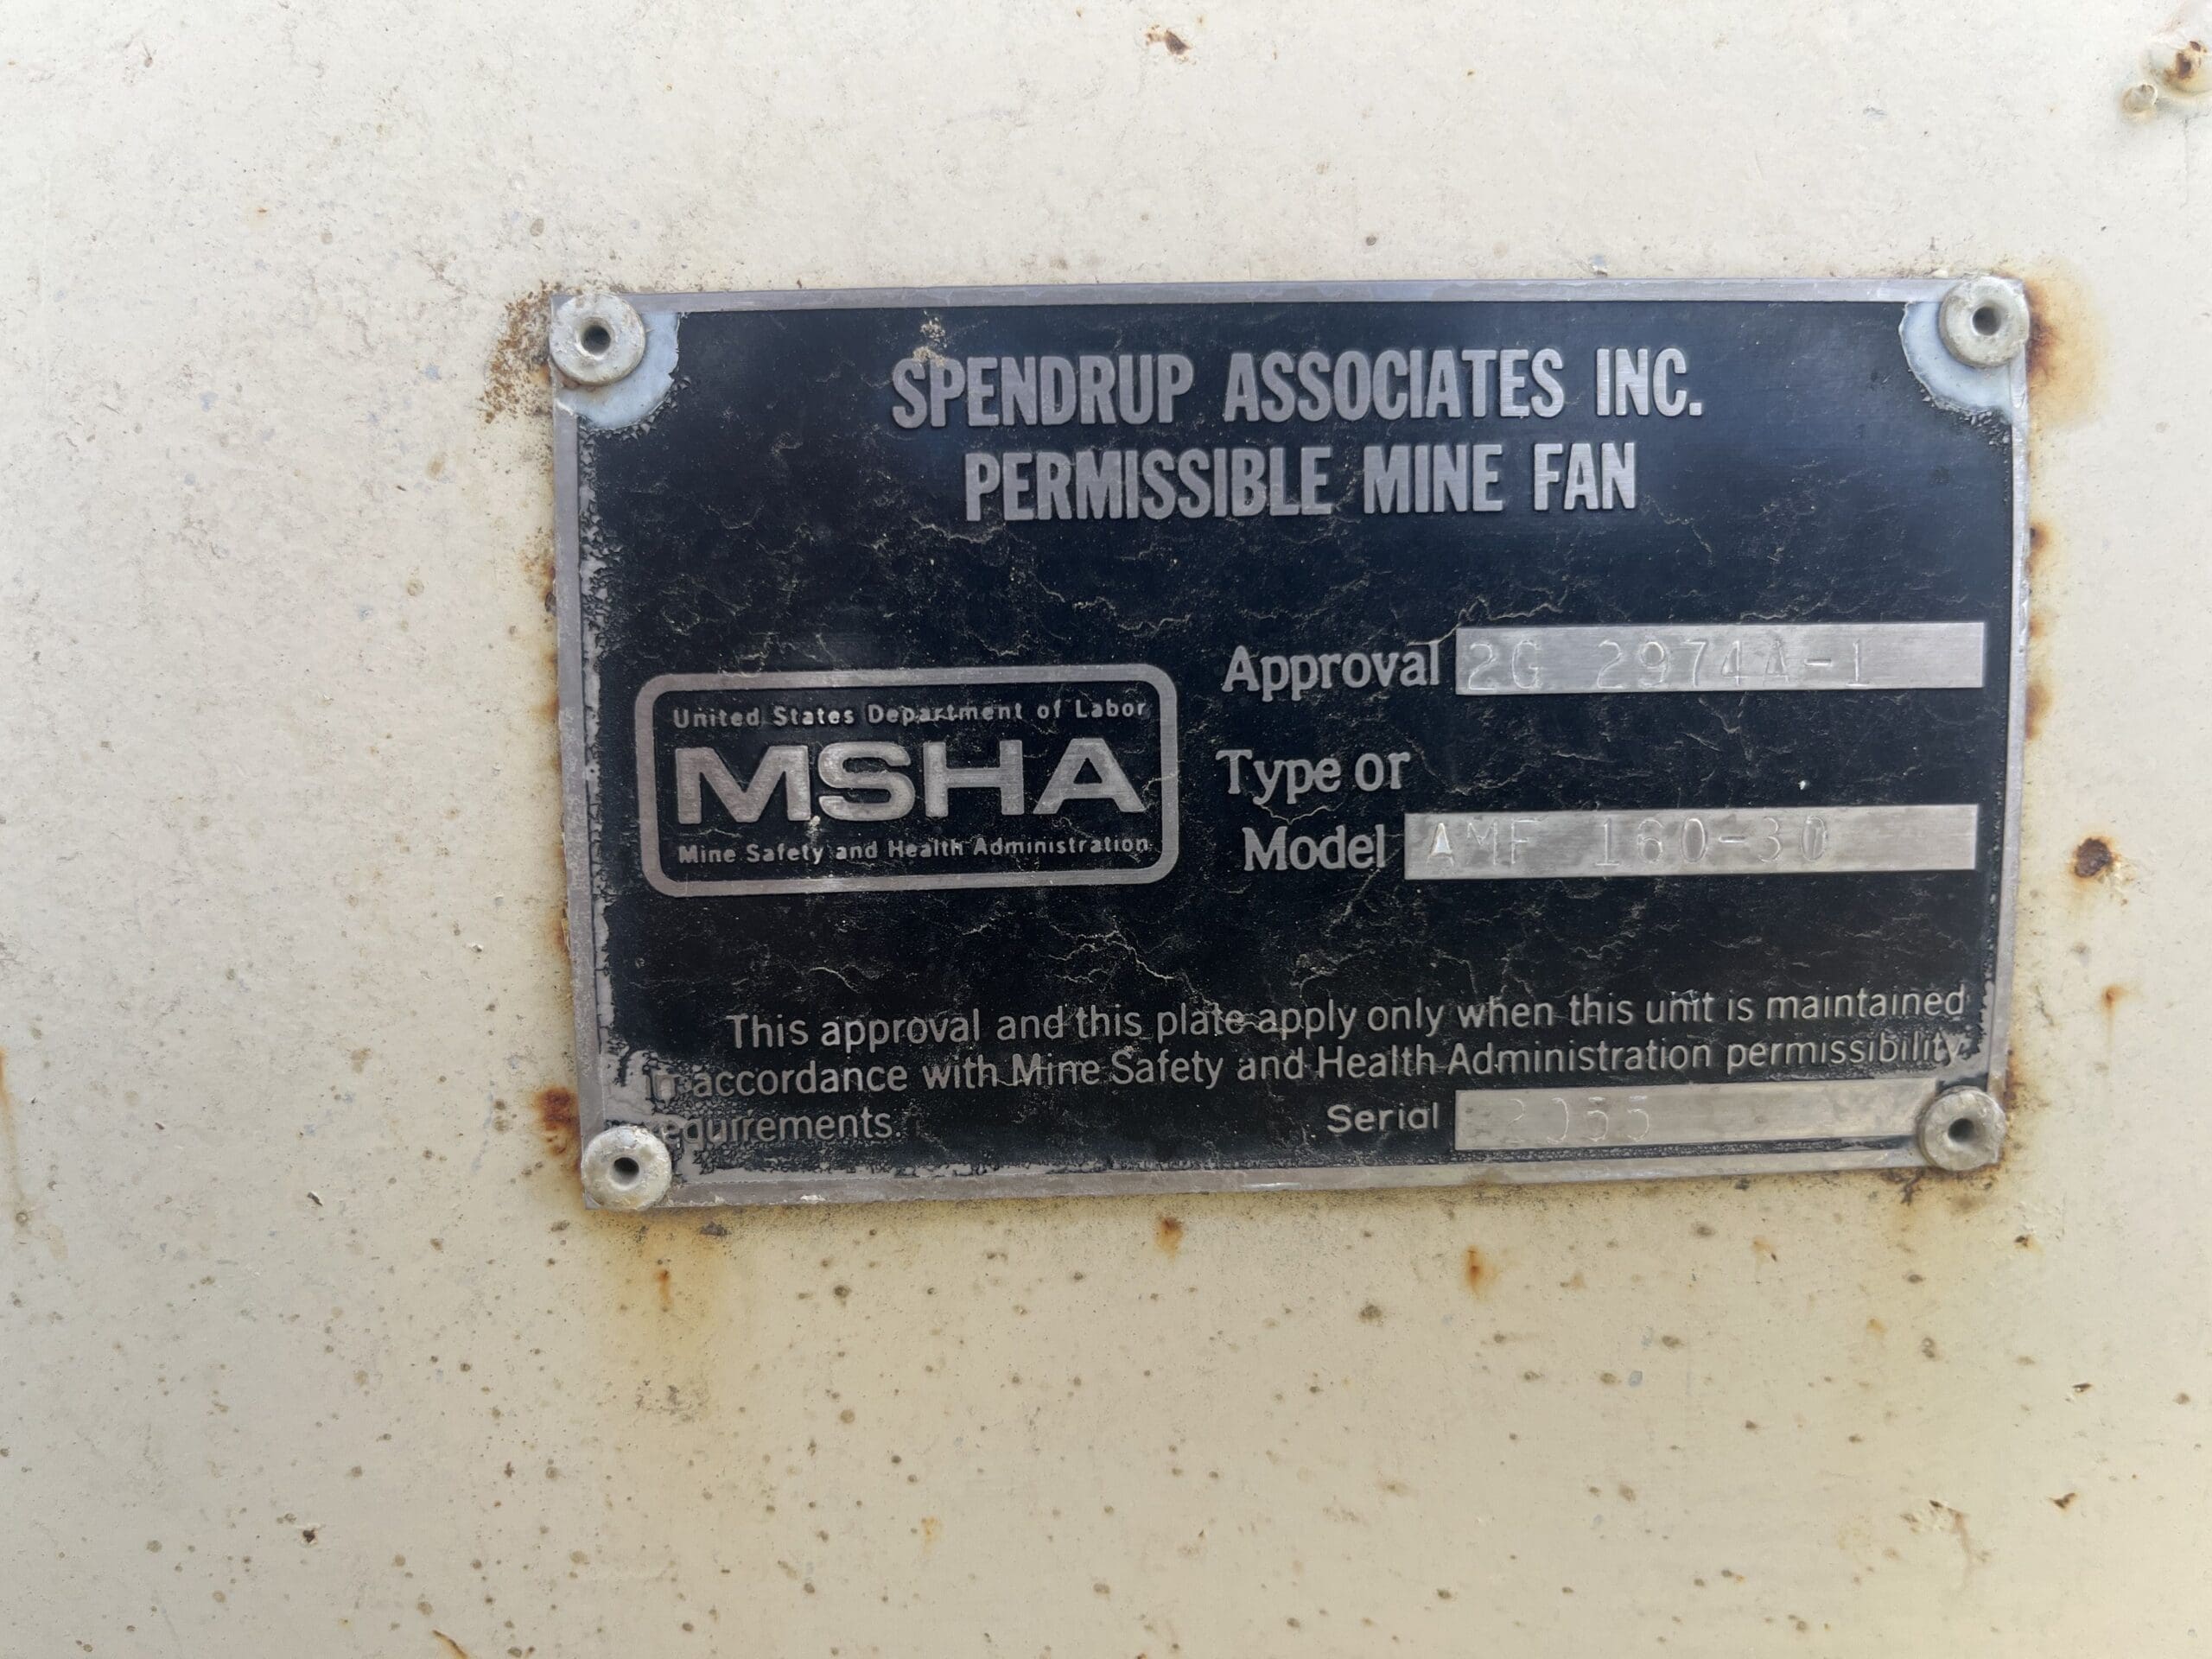 SPENDRUP ASSOCIATES INC.
PERMISSIBLE MINE FAN
Approval 2G 2974A-1
United States Department of Labor
MSHA
Mine Safety and Health Administration
Type or
Model AMF 160-30
This approval and this plate apply only when this unit is maintained
in accordance with Mine Safety and Health Administration permissibility
requirements.
Serial